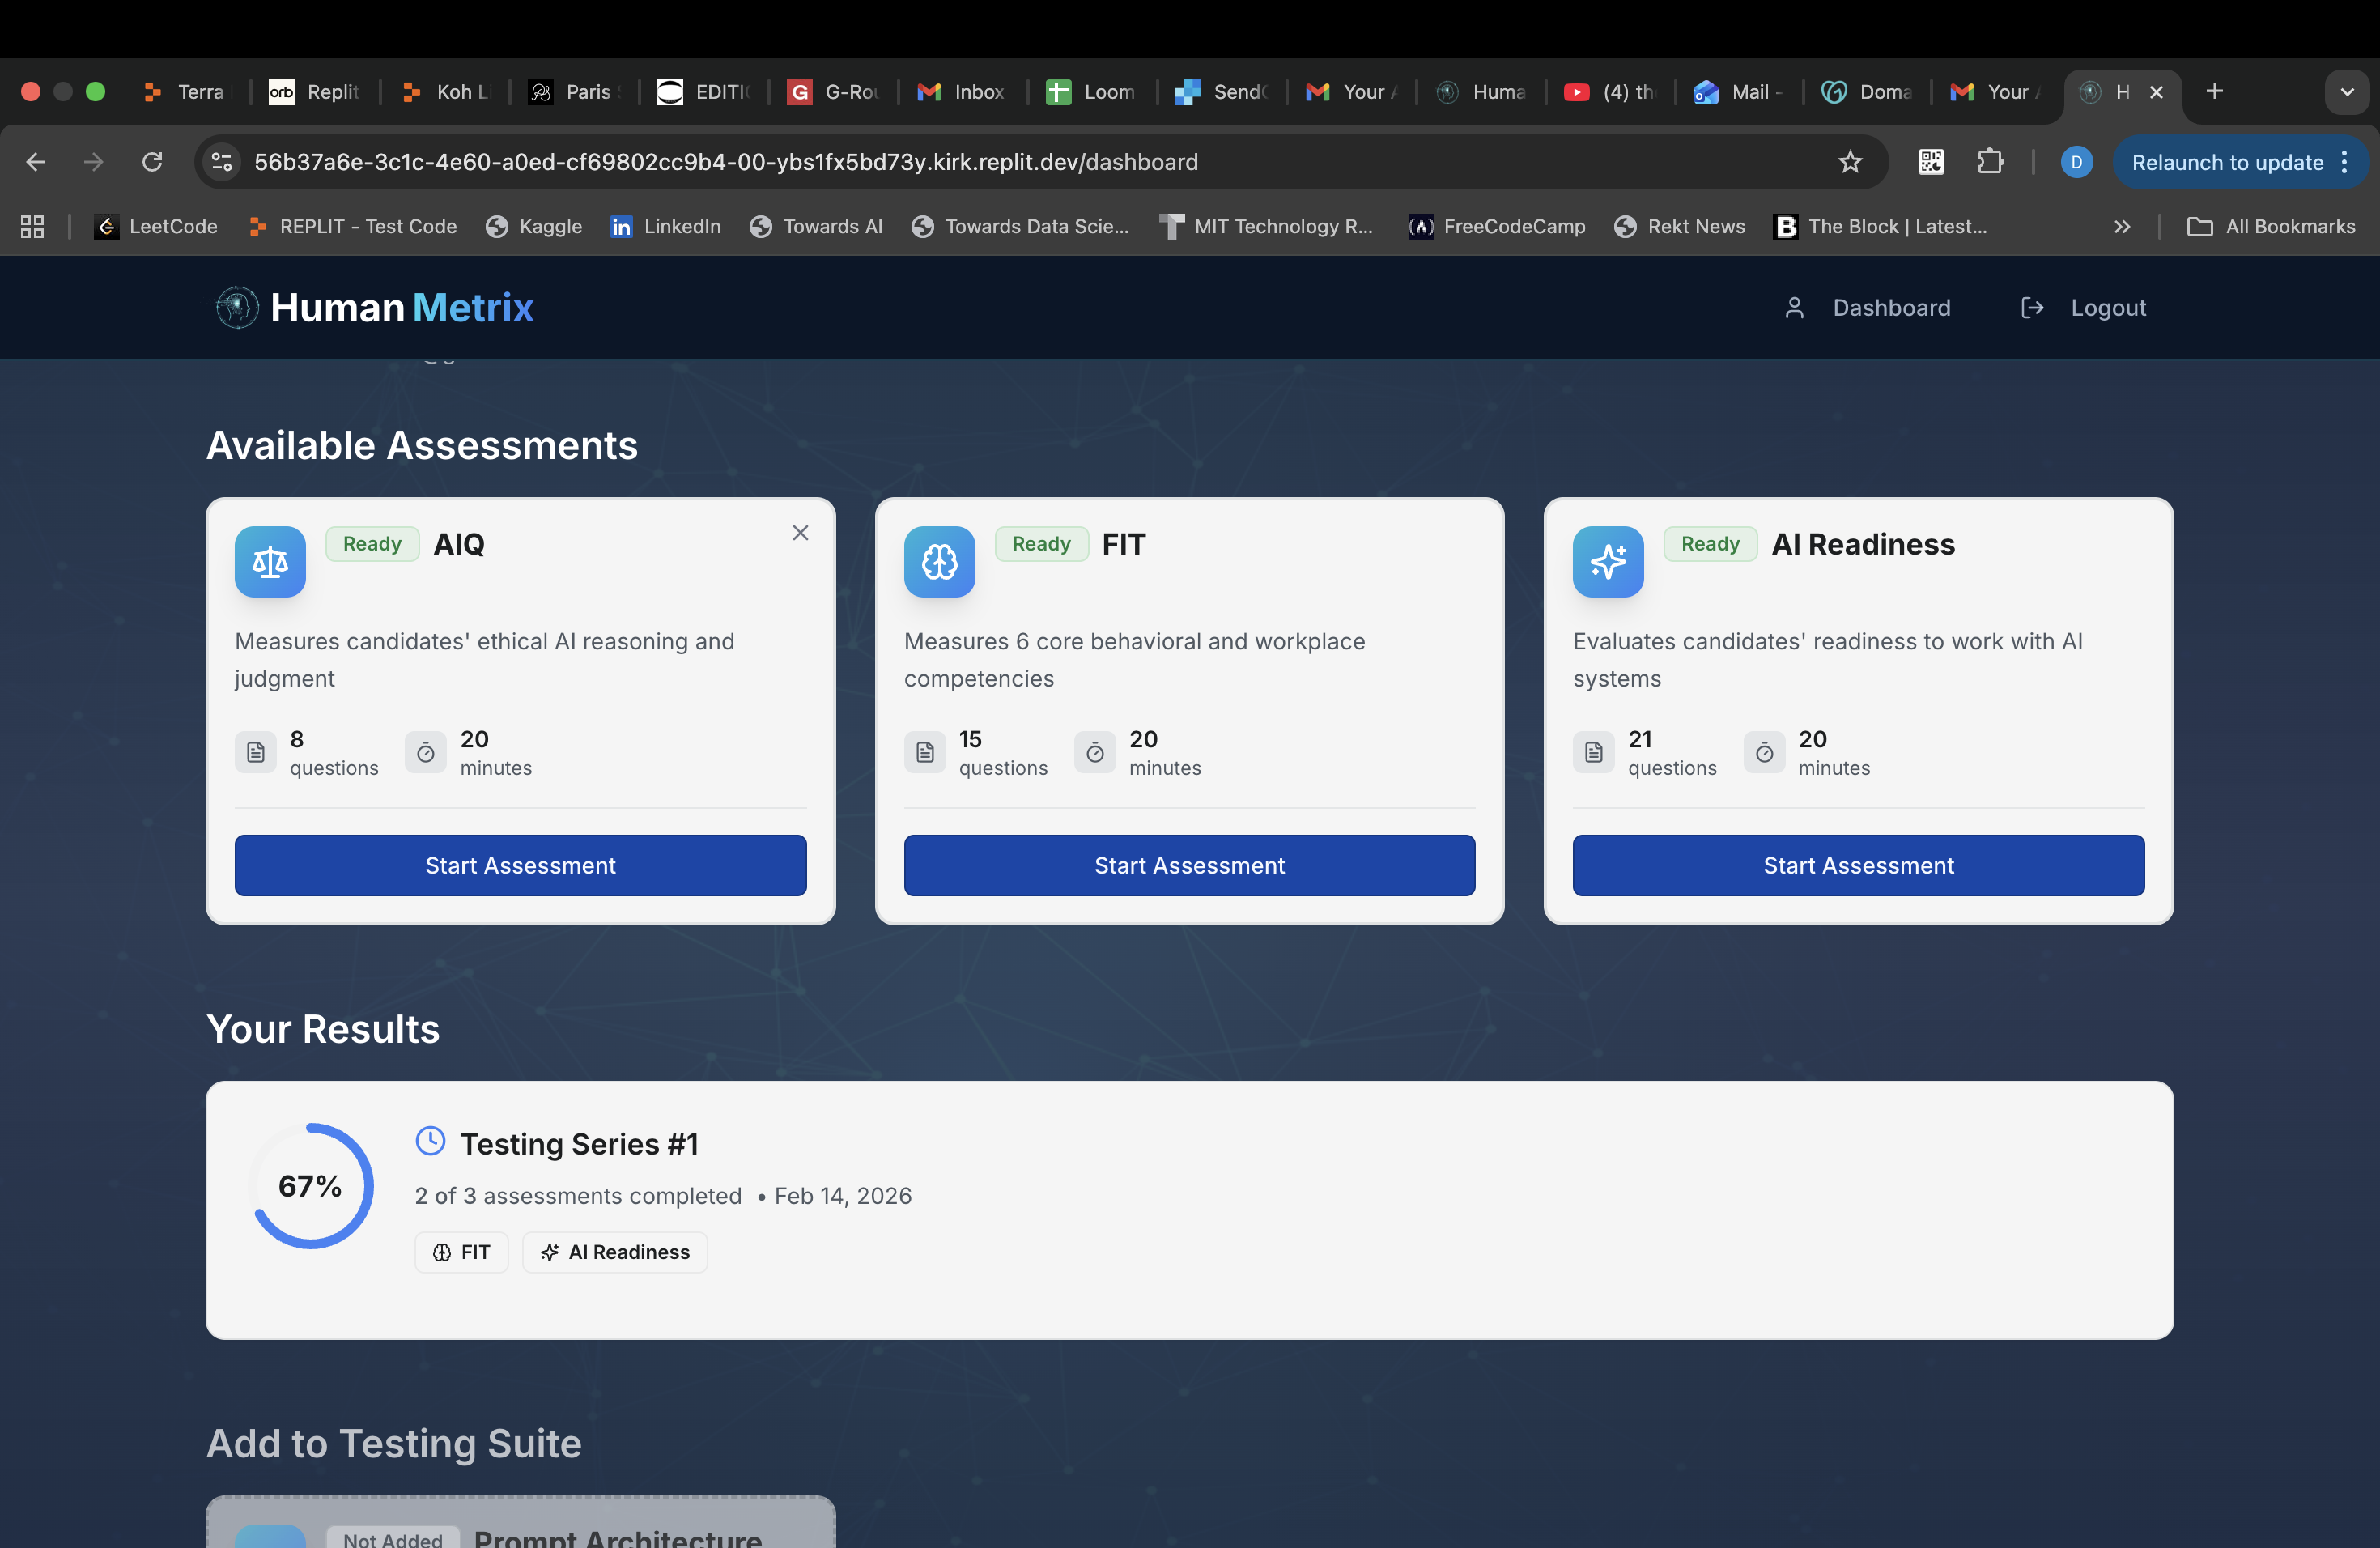 Terra
orb Replit
Koh Li
Paris
EDITI
G G-Rou
Inbox
Loom
Send
Your
Huma
(4) th
Mail -
Doma
Your
H
56b37a6e-3c1c-4e60-a0ed-cf69802cc9b4-00-ybs1fx5bd73y.kirk.replit.dev/dashboard
D
Relaunch to update
LeetCode
REPLIT - Test Code
Kaggle
in LinkedIn
Towards AI
Towards Data Scie...
MIT Technology R...
FreeCodeCamp
Rekt News
B The Block | Latest...
All Bookmarks
Human Metrix
Dashboard
Logout
Available Assessments
Ready AIQ
Measures candidates' ethical AI reasoning and
judgment
8
questions
20
minutes
Start Assessment
Ready FIT
Measures 6 core behavioral and workplace
competencies
15
questions
20
minutes
Start Assessment
Ready AI Readiness
Evaluates candidates' readiness to work with AI
systems
21
questions
20
minutes
Start Assessment
Your Results
67%
Testing Series #1
2 of 3 assessments completed • Feb 14, 2026
FIT
AI Readiness
Add to Testing Suite
Not Added Prompt Architecture